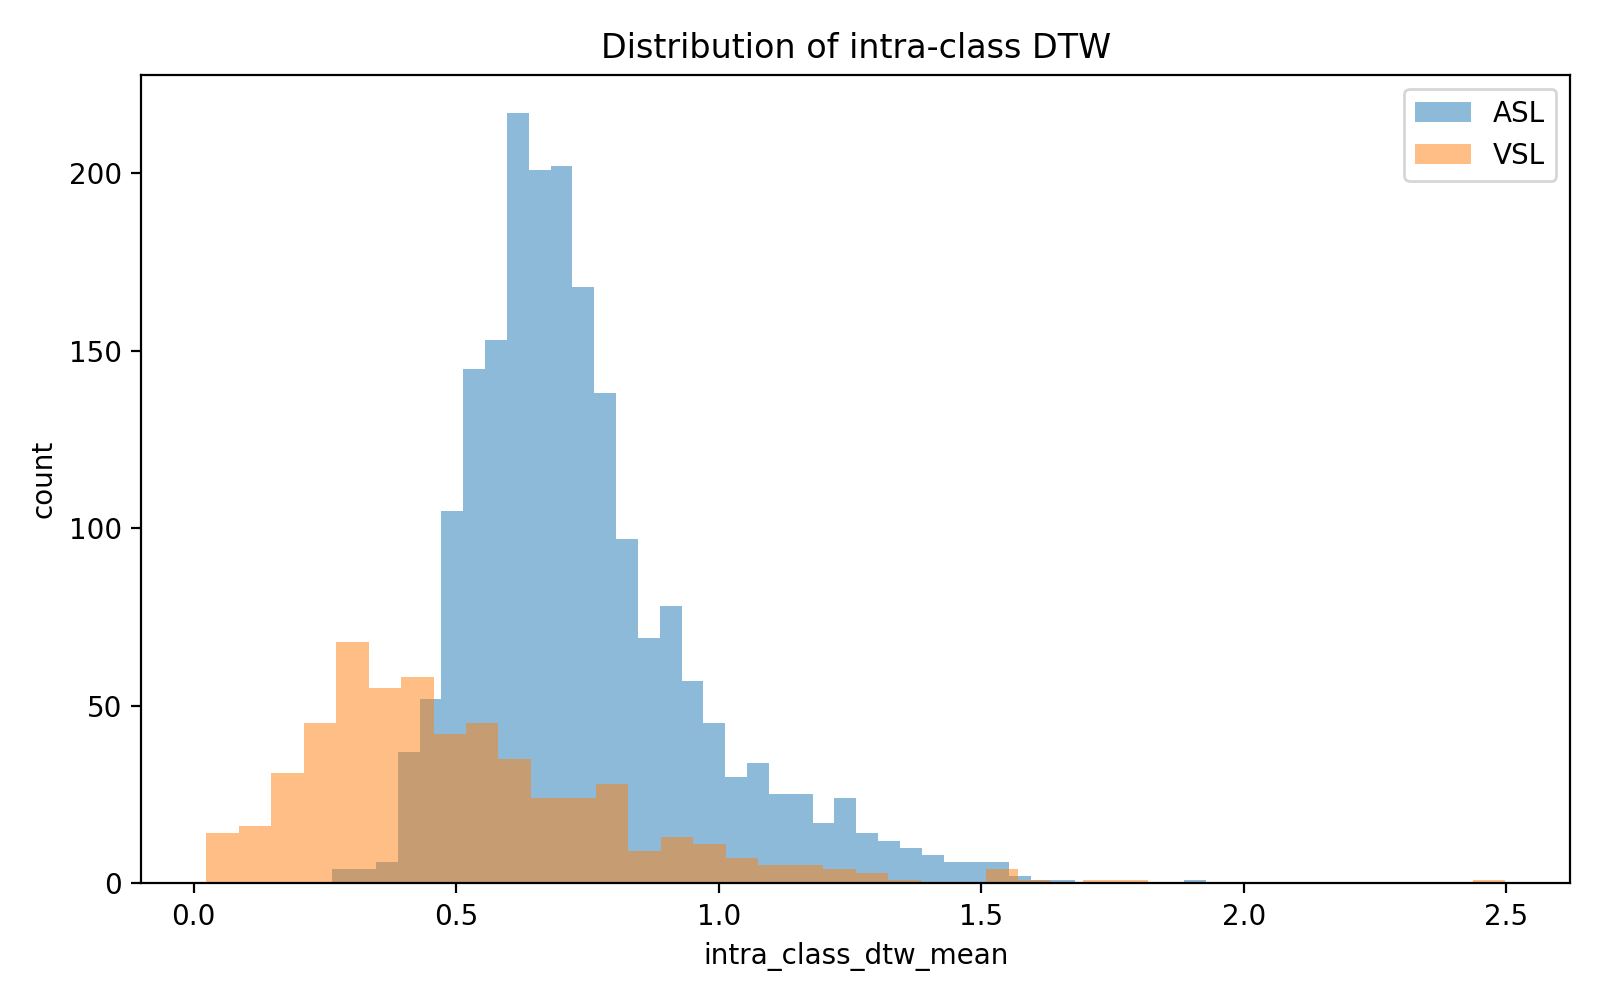 Distribution of intra-class DTW
ASL
VSL
count
200
150
100
50
0
0.0 0.5 1.0 1.5 2.0 2.5
intra_class_dtw_mean